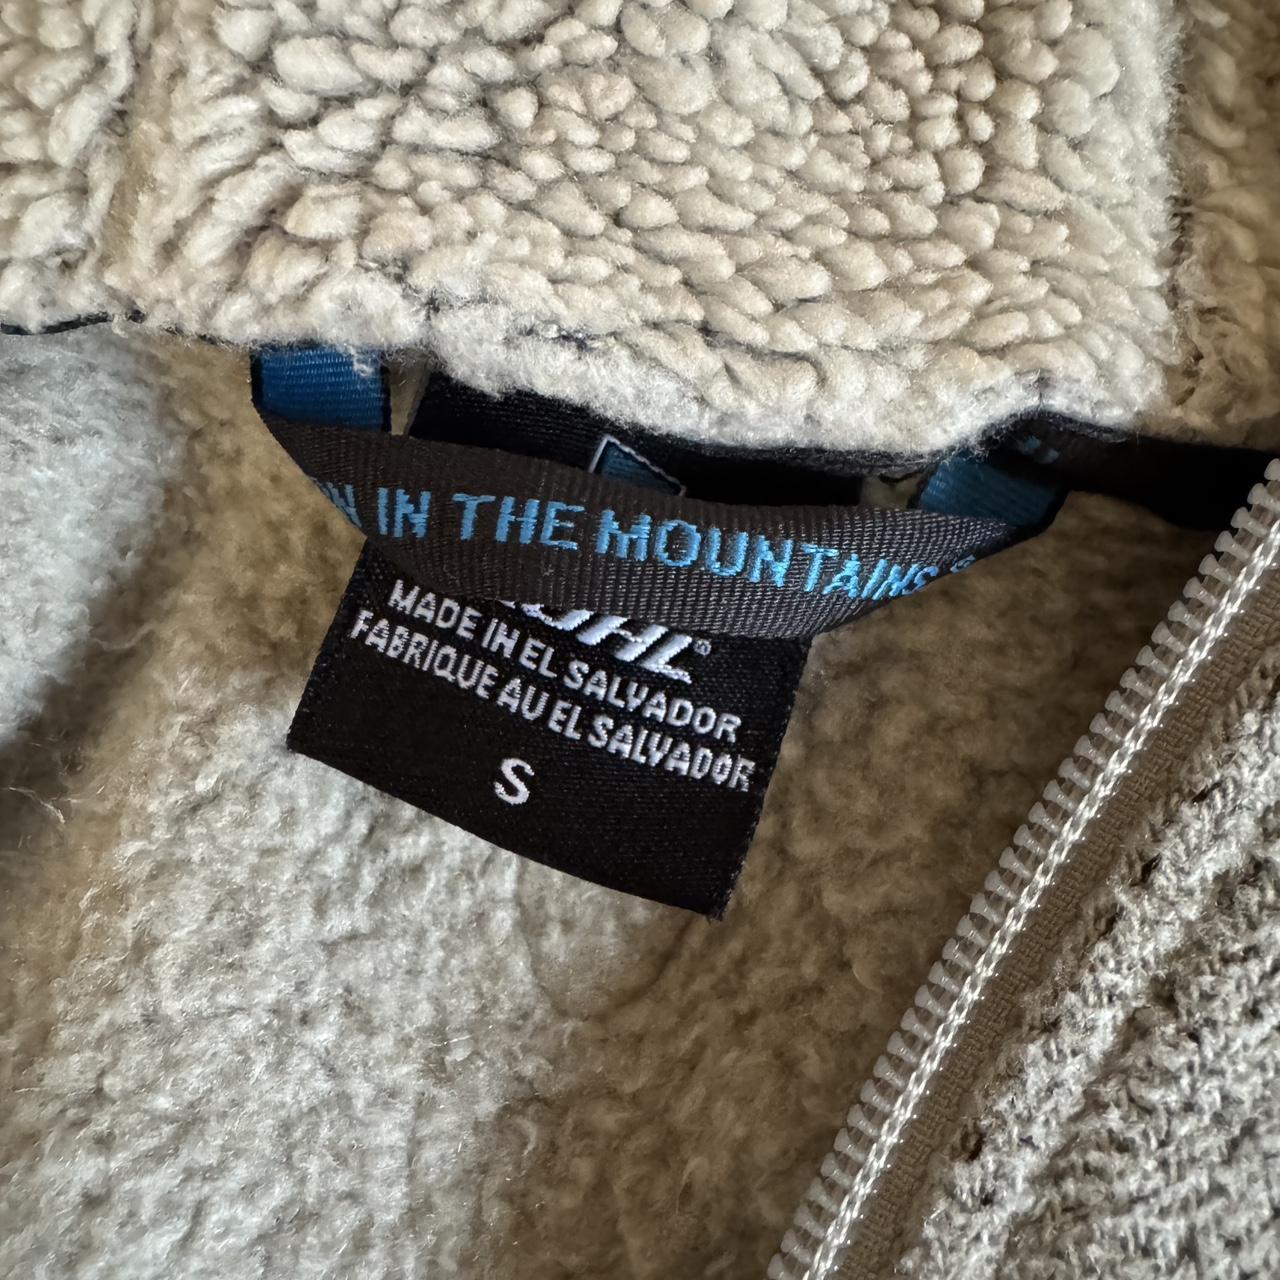 IN THE MOUNTAINS
MADE IN EL SALVADOR
FABRIQUE AU EL SALVADOR
S